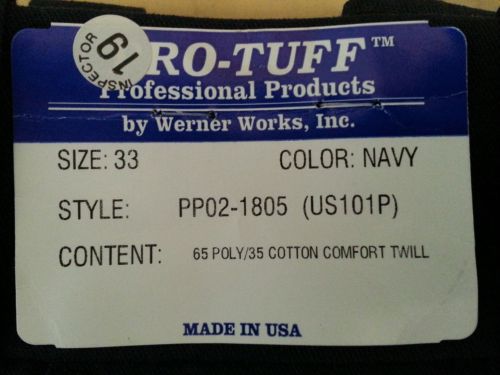 INSPECTOR 19
RO-TUFF™
Professional Products
by Werner Works, Inc.
SIZE: 33 COLOR: NAVY
STYLE: PP02-1805 (US101P)
CONTENT: 65 POLY/35 COTTON COMFORT TWILL
MADE IN USA